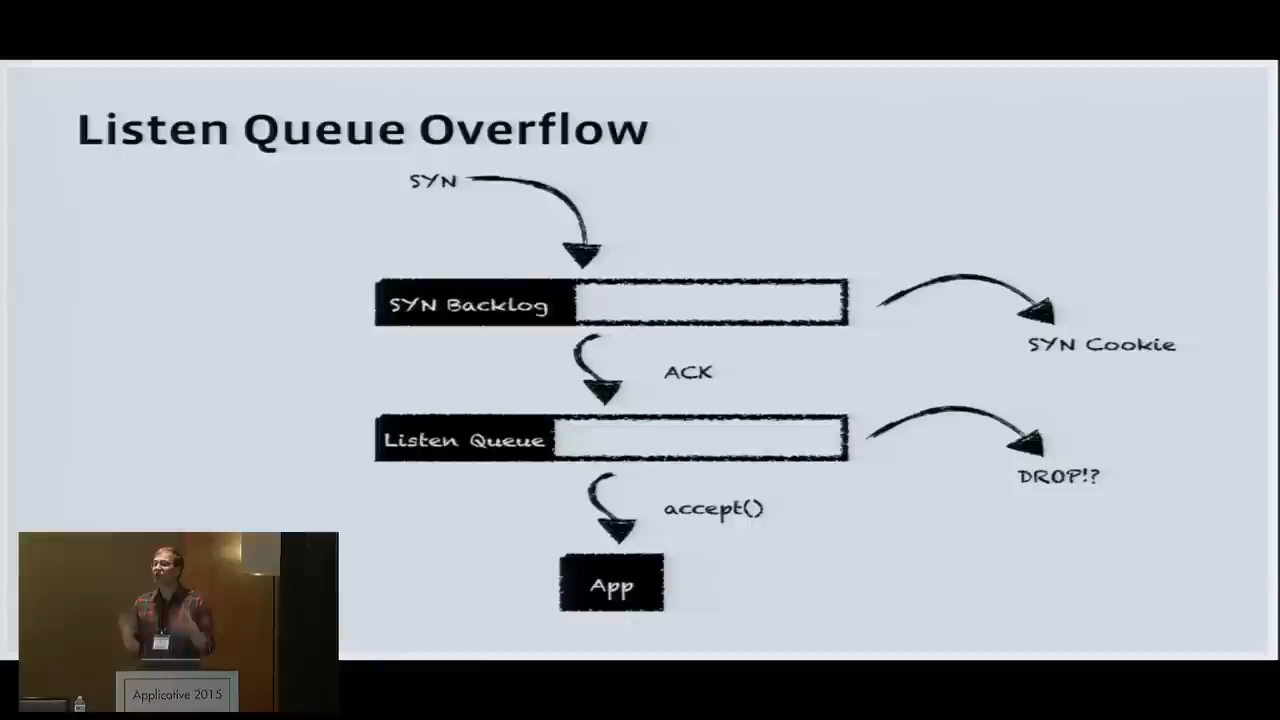 Listen Queue Overflow
SYN
SYN Backlog
SYN Cookie
ACK
Listen Queue
DROP!?
accept()
App
Applicative 2015